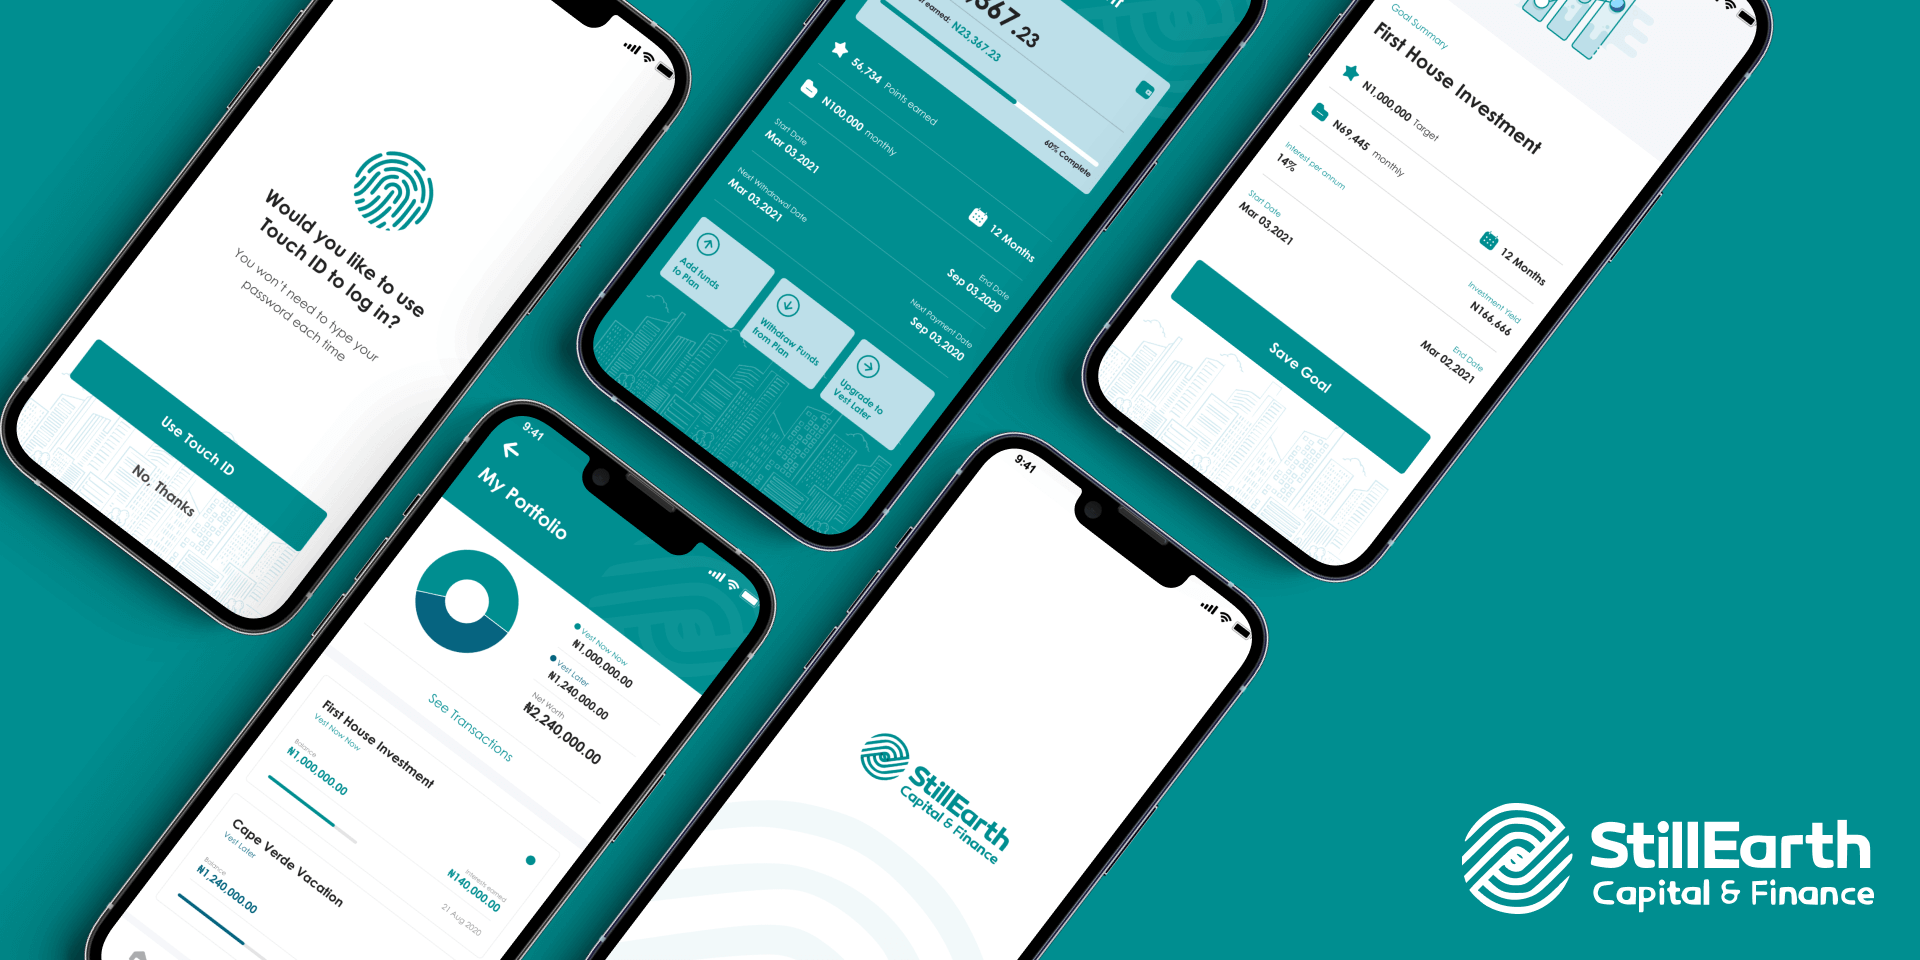 Would you like to use
Touch ID to log in?
You won't need to type your
password each time
Use Touch ID
No, Thanks
367.23
earned: N23,367.23
60% Complete
56,734 Points earned
N100,000 monthly
12 Months
Start Date
Mar 03,2021
End Date
Sep 03,2020
Next Withdrawal Date
Mar 03,2021
Next Payment Date
Sep 03,2020
Add funds
to Plan
Withdraw Funds
from Plan
Upgrade to
Vest Later
Goal Summary
First House Investment
N1,000,000 Target
N69,445 monthly
12 Months
Interest per annum
14%
Investment Yield
N166,666
Start Date
Mar 03,2021
End Date
Mar 02,2021
Save Goal
9:41
My Portfolio
Vest Now Now
₦1,000,000.00
Vest Later
₦1,240,000.00
Net Worth
₦2,240,000.00
See Transactions
First House Investment
Vest Now Now
Balance
₦1,000,000.00
Interest earned
₦140,000.00
21 Aug 2020
Cape Verde Vacation
Vest Later
Balance
₦1,240,000.00
9:41
StillEarth
Capital & Finance
StillEarth
Capital & Finance